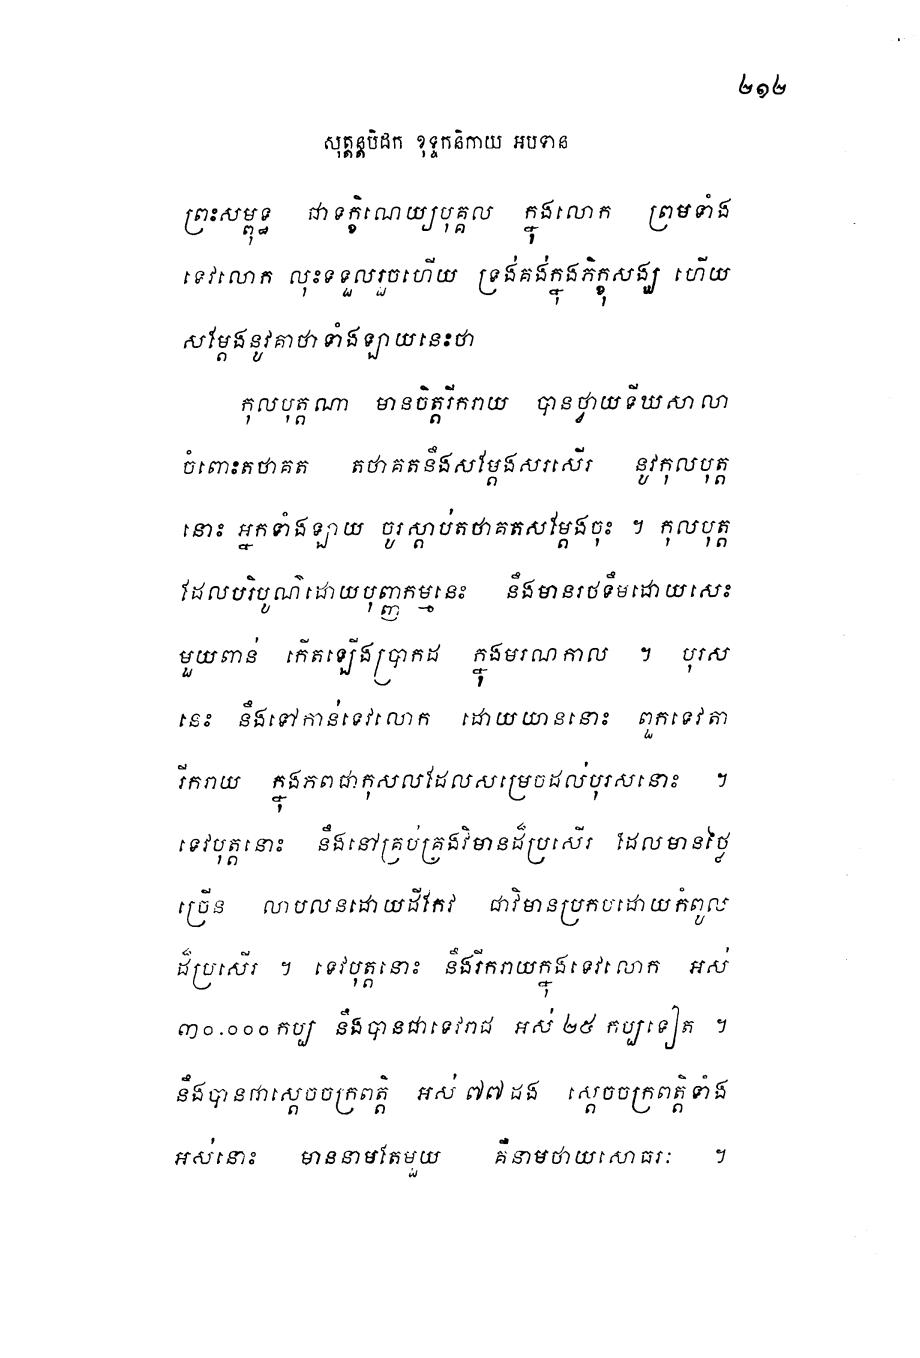 ២១២
សុត្តន្តបិដក ខុទ្ទកនិកាយ អបទាន
ព្រះសម្ពុទ្ធ ជាទក្ខិណេយ្យបុគ្គល ក្នុងលោក ព្រមទាំង
ទេវលោក លុះទទួលរួចហើយ ទ្រង់គង់ក្នុងភិក្ខុសង្ឃ ហើយ
សម្តែងនូវគាថាទាំងឡាយនេះថា
កុលបុត្តណា មានចិត្តរីករាយ បានថ្វាយទីឃសាលា
ចំពោះតថាគត តថាគតនឹងសម្តែងសរសើរ នូវកុលបុត្ត
នោះ អ្នកទាំងឡាយ ចូរស្តាប់តថាគតសម្តែងចុះ ។ កុលបុត្ត
ដែលបរិបូណ៌ដោយបុញ្ញកម្មនេះ នឹងមានរថទឹមដោយសេះ
មួយពាន់ កើតឡើងប្រាកដ ក្នុងមរណកាល ។ បុរស
នេះ នឹងទៅកាន់ទេវលោក ដោយយាននោះ ពួកទេវតា
រីករាយ ក្នុងភពជាកុសលដែលសម្រេចដល់បុរសនោះ ។
ទេវបុត្តនោះ នឹងនៅគ្រប់គ្រងវិមានដ៏ប្រសើរ ដែលមានថ្លៃ
ច្រើន លាបលនដោយដីកែវ ជាវិមានប្រកបដោយកំពូល
ដ៏ប្រសើរ ។ ទេវបុត្តនោះ នឹងរីករាយក្នុងទេវលោក អស់
៣០.០០០កប្ប នឹងបានជាទេវរាជ អស់ ២៥ កប្បទៀត ។
នឹងបានជាស្តេចចក្រពត្តិ អស់ ៧៧ដង ស្តេចចក្រពត្តិទាំង
អស់នោះ មាននាមតែមួយ គឺនាមថាយសោធរៈ ។